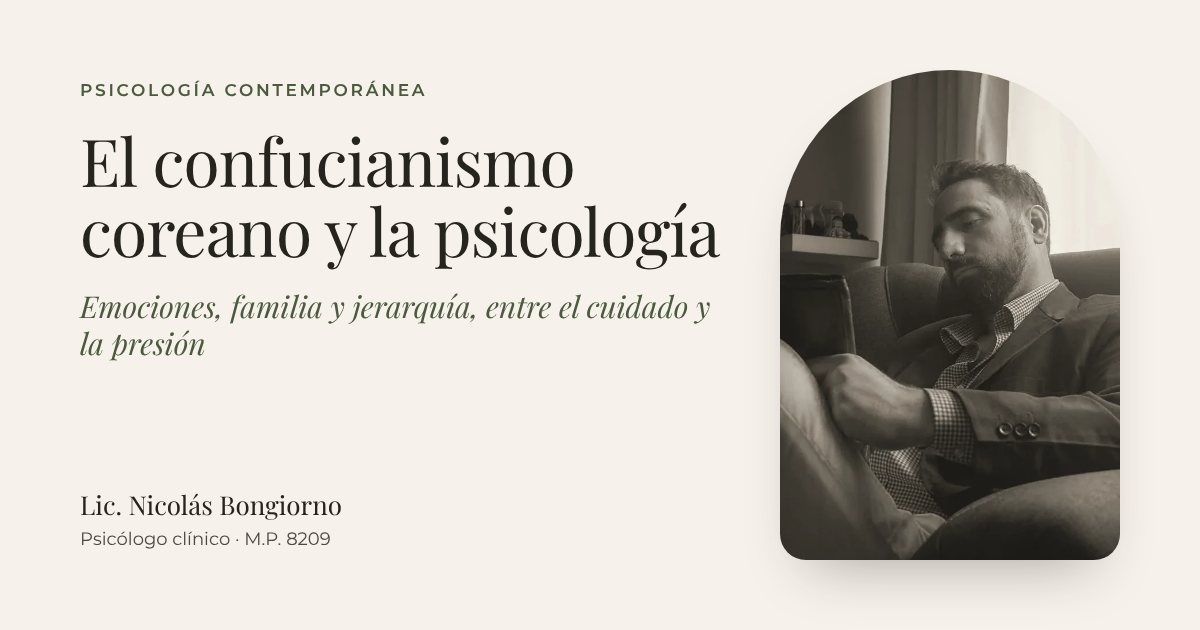 PSICOLOGÍA CONTEMPORÁNEA
El confucianismo
coreano y la psicología
Emociones, familia y jerarquía, entre el cuidado y
la presión
Lic. Nicolás Bongiorno
Psicólogo clínico · M.P. 8209